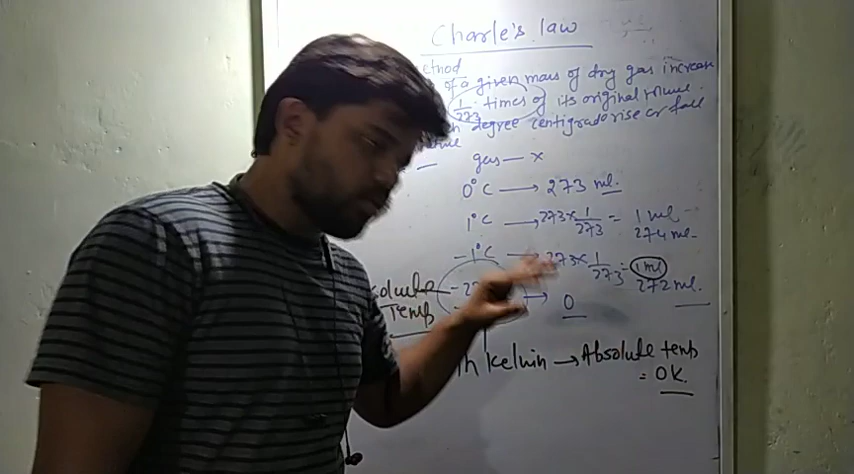 Charle's law
ethod
of a given mass of dry gas increase
1/273 times of its original volume
degree centigrade rise or fall
gas — x
0°C → 273 ml.
1°C → 273 x 1/273 = 1 ml
274 ml.
-1°C → 273 x 1/273 = 1ml
272 ml.
solute
Temp
→ 0
Kelvin → Absolute temp
= 0K.